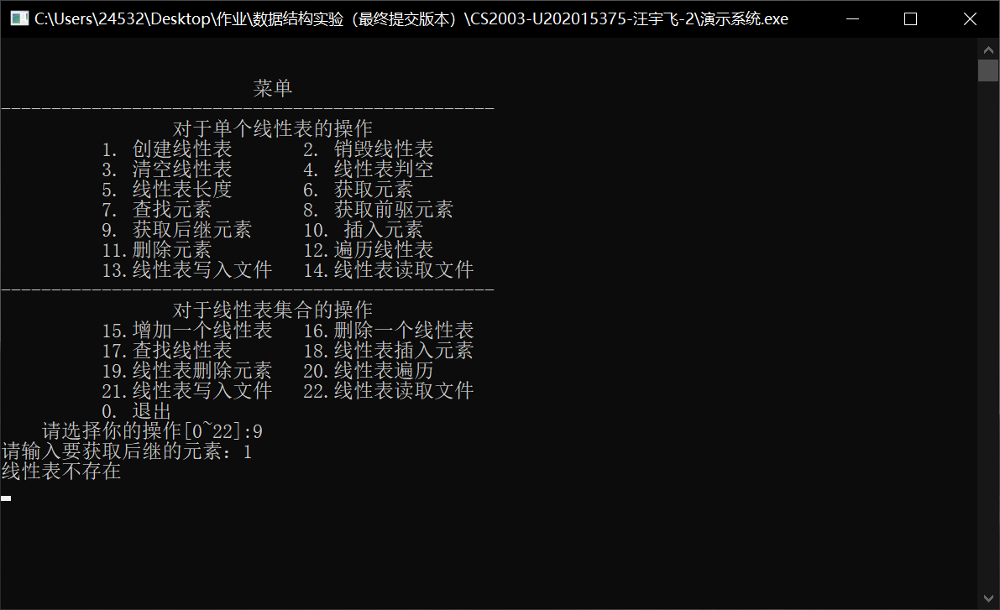 C:\Users\24532\Desktop\作业\数据结构实验（最终提交版本）\CS2003-U202015375-汪宇飞-2\演示系统.exe
菜单
-------------------------------------------------
对于单个线性表的操作
1. 创建线性表 2. 销毁线性表
3. 清空线性表 4. 线性表判空
5. 线性表长度 6. 获取元素
7. 查找元素 8. 获取前驱元素
9. 获取后继元素 10. 插入元素
11.删除元素 12.遍历线性表
13.线性表写入文件 14.线性表读取文件
-------------------------------------------------
对于线性表集合的操作
15.增加一个线性表 16.删除一个线性表
17.查找线性表 18.线性表插入元素
19.线性表删除元素 20.线性表遍历
21.线性表写入文件 22.线性表读取文件
0. 退出
请选择你的操作[0~22]:9
请输入要获取后继的元素：1
线性表不存在